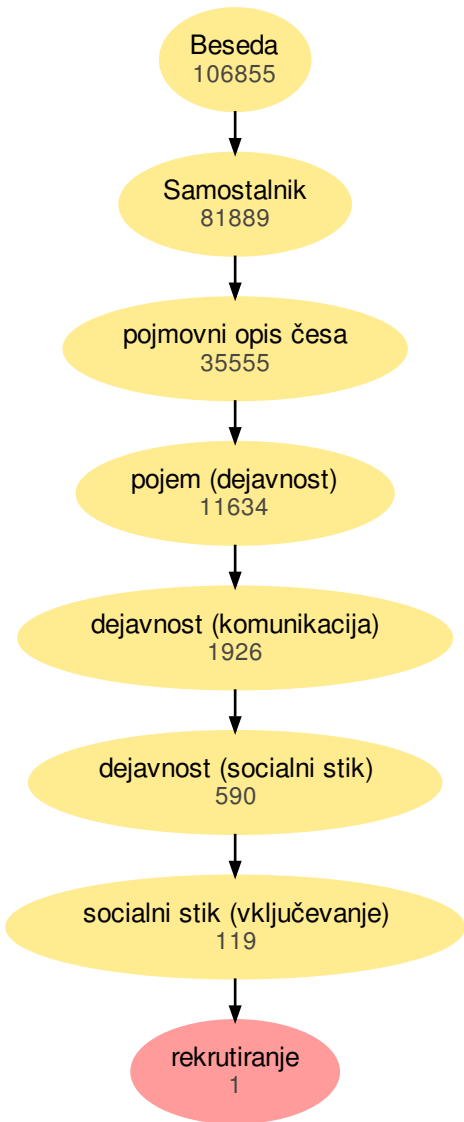 Beseda
106855
Samostalnik
81889
pojmovni opis česa
35555
pojem (dejavnost)
11634
dejavnost (komunikacija)
1926
dejavnost (socialni stik)
590
socialni stik (vključevanje)
119
rekrutiranje
1